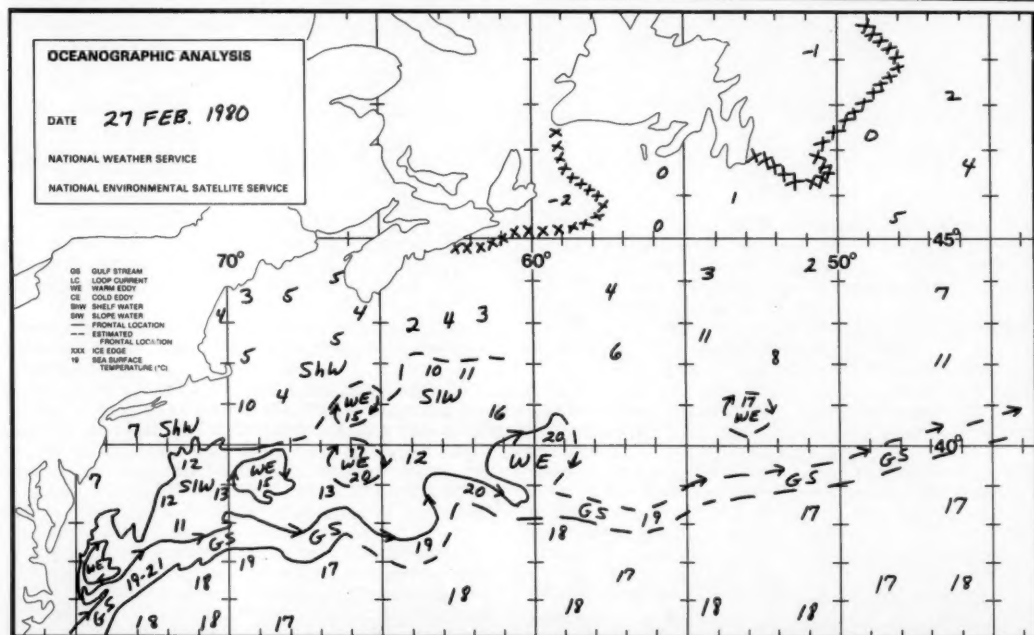 OCEANOGRAPHIC ANALYSIS
DATE 27 FEB. 1980
NATIONAL WEATHER SERVICE
NATIONAL ENVIRONMENTAL SATELLITE SERVICE
GS GULF STREAM
LC LOOP CURRENT
WE WARM EDDY
CE COLD EDDY
ShW SHELF WATER
SlW SLOPE WATER
— FRONTAL LOCATION
--- ESTIMATED
FRONTAL LOCATION
XXX ICE EDGE
19 SEA SURFACE
TEMPERATURE (°C)
-1
2
0
0 4
-2 1
0 5
45°
70° 60° 50°
5 3 2
3 5 4 7
4 4 2 4 3
5 11
5 6 8 11
ShW 10 11
10 4 WE SlW 17
15 16 WE
7 ShW 20 40°
12 17 12 WE GS
7 WE WE 20
12 SlW 13 15 13 20 GS
11 GS GS GS 19 17 17
19 18
WE 19-21 18 19 17 17 17 18
GS 18 18 17 18 18 18 18